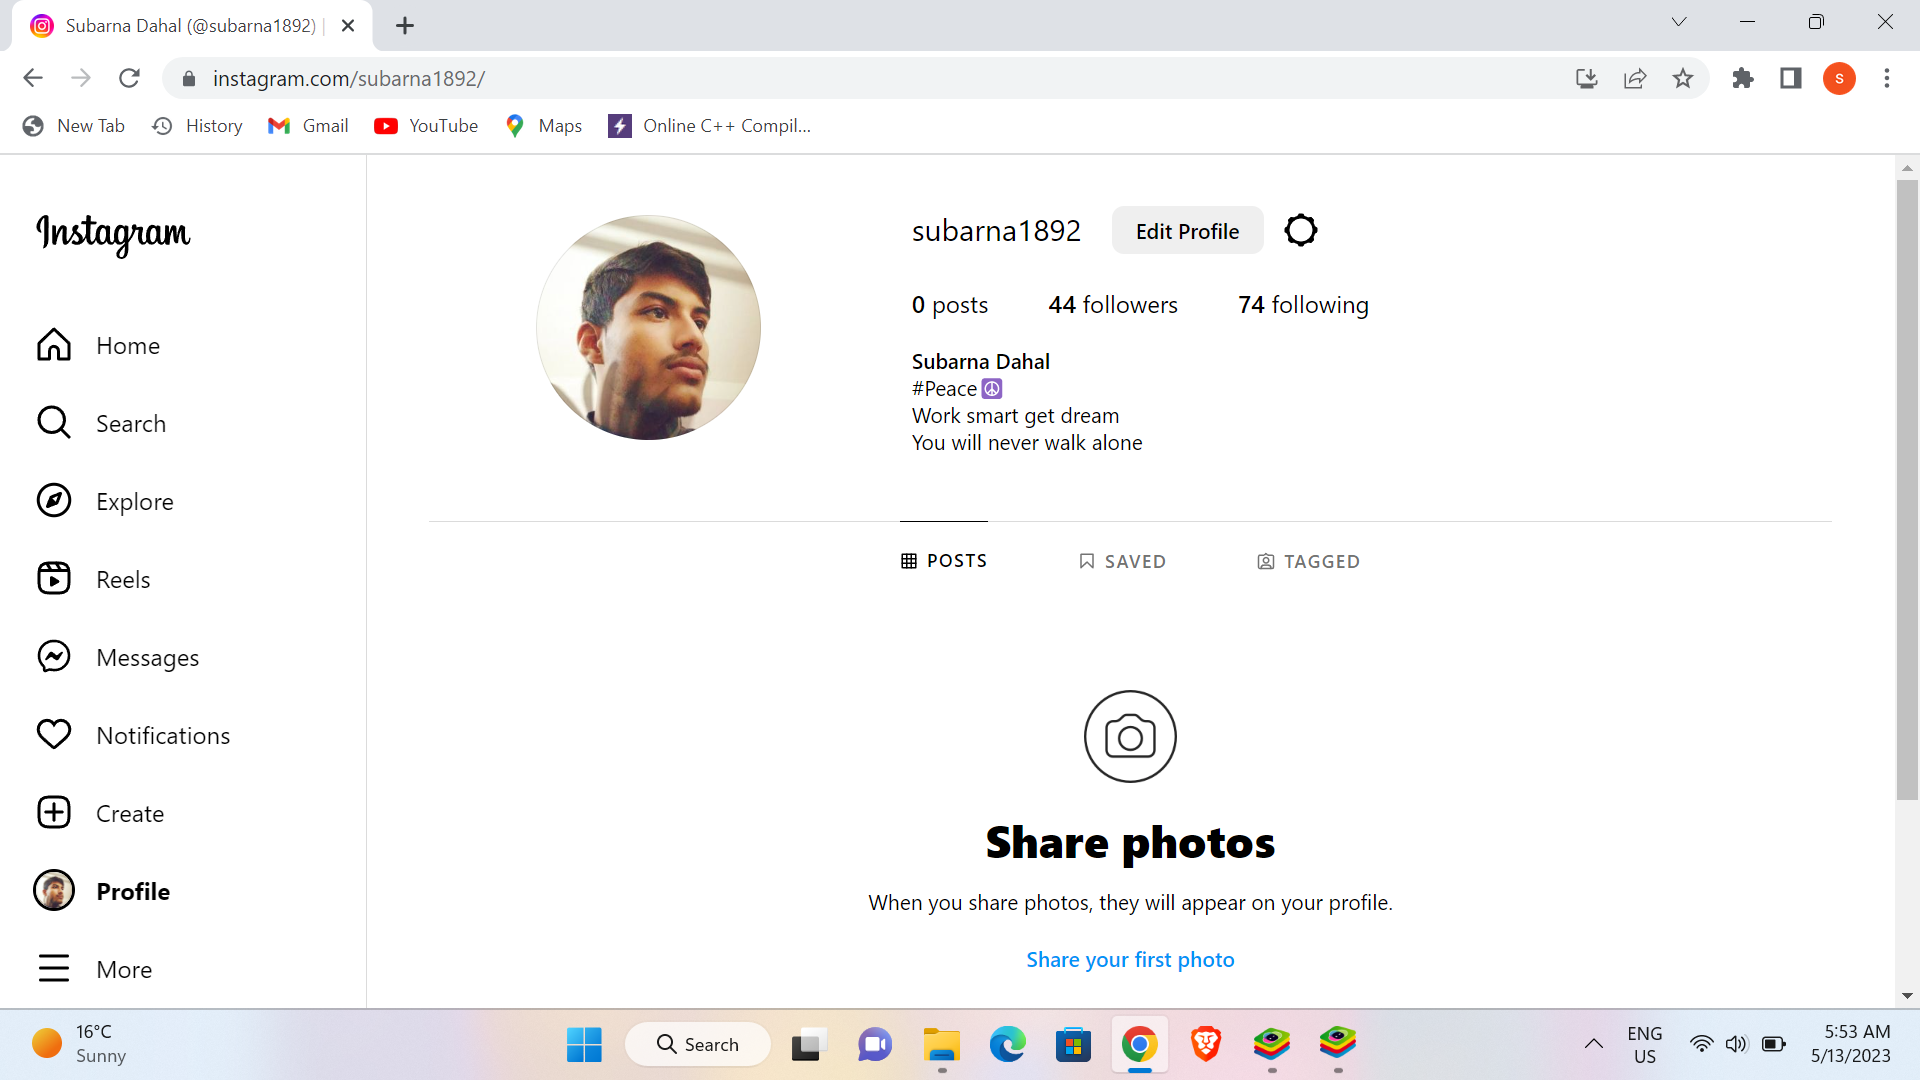 Subarna Dahal (@subarna1892) |
instagram.com/subarna1892/
s
New Tab
History
Gmail
YouTube
Maps
Online C++ Compil...
Instagram
Home
Search
Explore
Reels
Messages
Notifications
Create
Profile
More
subarna1892
Edit Profile
0 posts
44 followers
74 following
Subarna Dahal
#Peace☮️
Work smart get dream
You will never walk alone
POSTS
SAVED
TAGGED
Share photos
When you share photos, they will appear on your profile.
Share your first photo
16°C
Sunny
Search
ENG
US
5:53 AM
5/13/2023